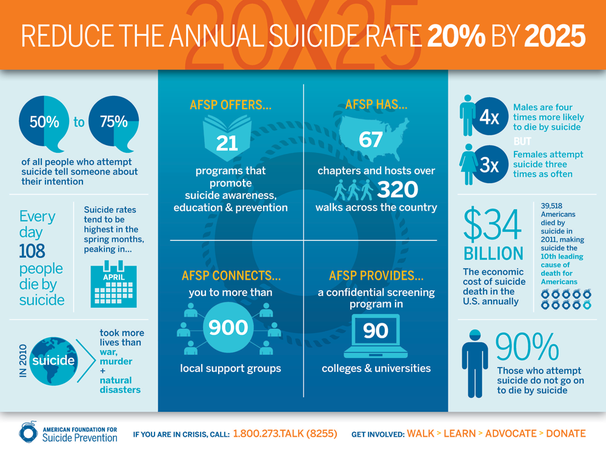 20X25
REDUCE THE ANNUAL SUICIDE RATE 20% BY 2025
50% to 75%
of all people who attempt
suicide tell someone about
their intention
Every
day
108
people
die by
suicide
Suicide rates
tend to be
highest in the
spring months,
peaking in...
APRIL
IN 2010
suicide
took more
lives than
war,
murder
+
natural
disasters
AFSP OFFERS...
21
programs that
promote
suicide awareness,
education & prevention
AFSP HAS...
67
chapters and hosts over
320
walks across the country
AFSP CONNECTS...
you to more than
900
local support groups
AFSP PROVIDES...
a confidential screening
program in
90
colleges & universities
4x
Males are four
times more likely
to die by suicide
BUT
3x
Females attempt
suicide three
times as often
$34
BILLION
The economic
cost of suicide
death in the
U.S. annually
39,518
Americans
died by
suicide in
2011, making
suicide the
10th leading
cause of
death for
Americans
90%
Those who attempt
suicide do not go on
to die by suicide
AMERICAN FOUNDATION FOR
Suicide Prevention
IF YOU ARE IN CRISIS, CALL: 1.800.273.TALK (8255)
GET INVOLVED: WALK > LEARN > ADVOCATE > DONATE